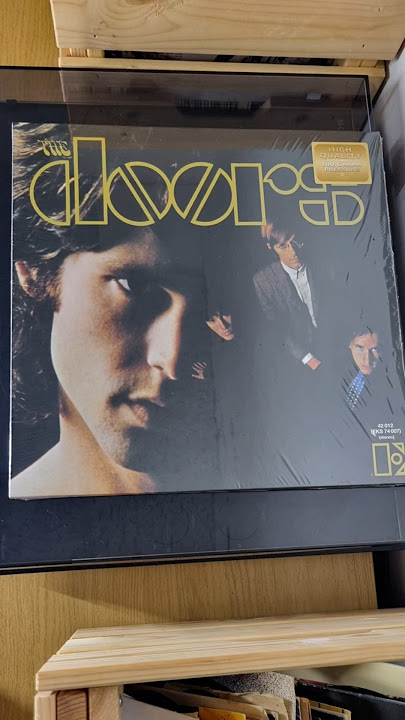 THE
doors
HIGH
QUALITY
42 012
(EKS 74 007)
(stereo)